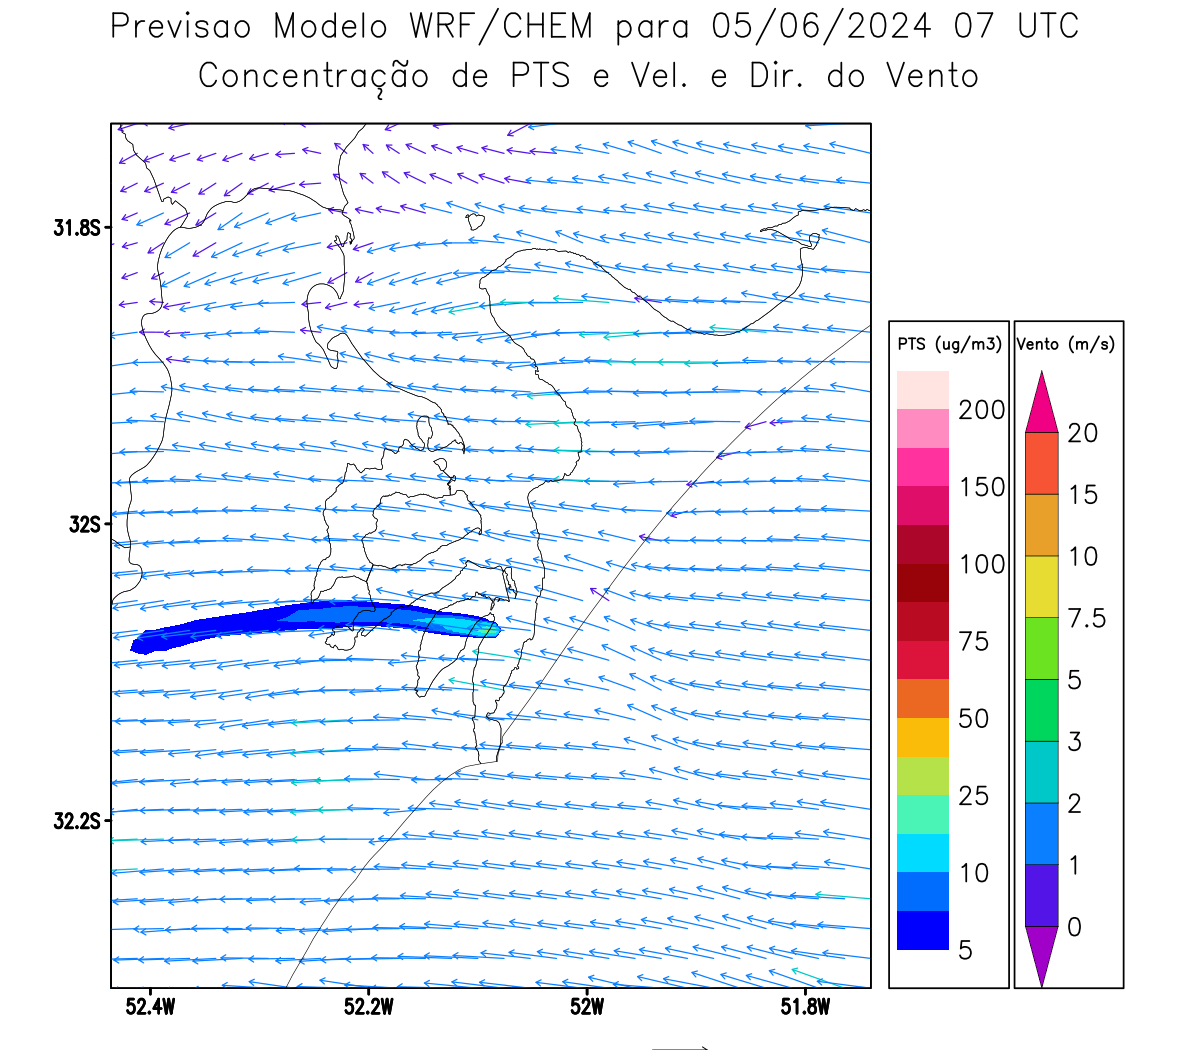 Previsao Modelo WRF/CHEM para 05/06/2024 07 UTC
Concentração de PTS e Vel. e Dir. do Vento
31.8S
32S
32.2S
52.4W 52.2W 52W 51.8W
PTS (ug/m3)
200
150
100
75
50
25
10
5
Vento (m/s)
20
15
10
7.5
5
3
2
1
0